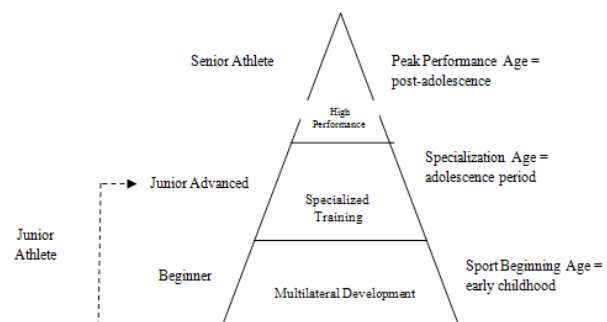 Senior Athlete
Peak Performance Age =
post-adolescence
High
Performance
Specialization Age =
adolescence period
Junior Advanced
Specialized
Training
Junior
Athlete
Beginner
Sport Beginning Age =
early childhood
Multilateral Development